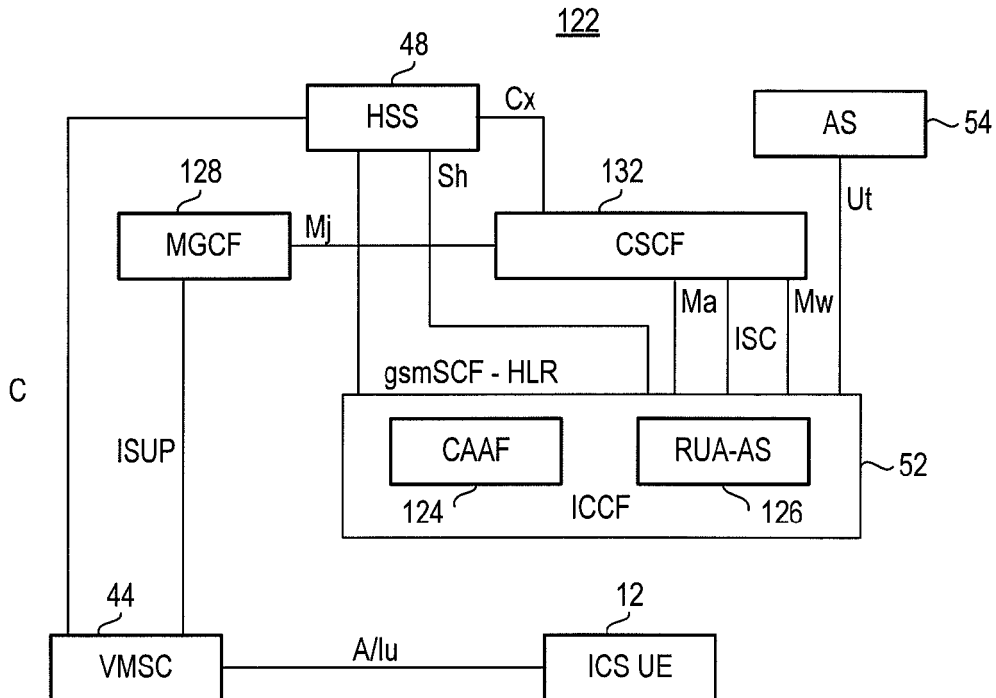 122
48
HSS
Cx
AS
54
Sh
128
132
Ut
MGCF
Mj
CSCF
Ma
Mw
ISC
gsmSCF - HLR
C
ISUP
CAAF
RUA-AS
52
124
ICCF
126
44
12
VMSC
A/Iu
ICS UE